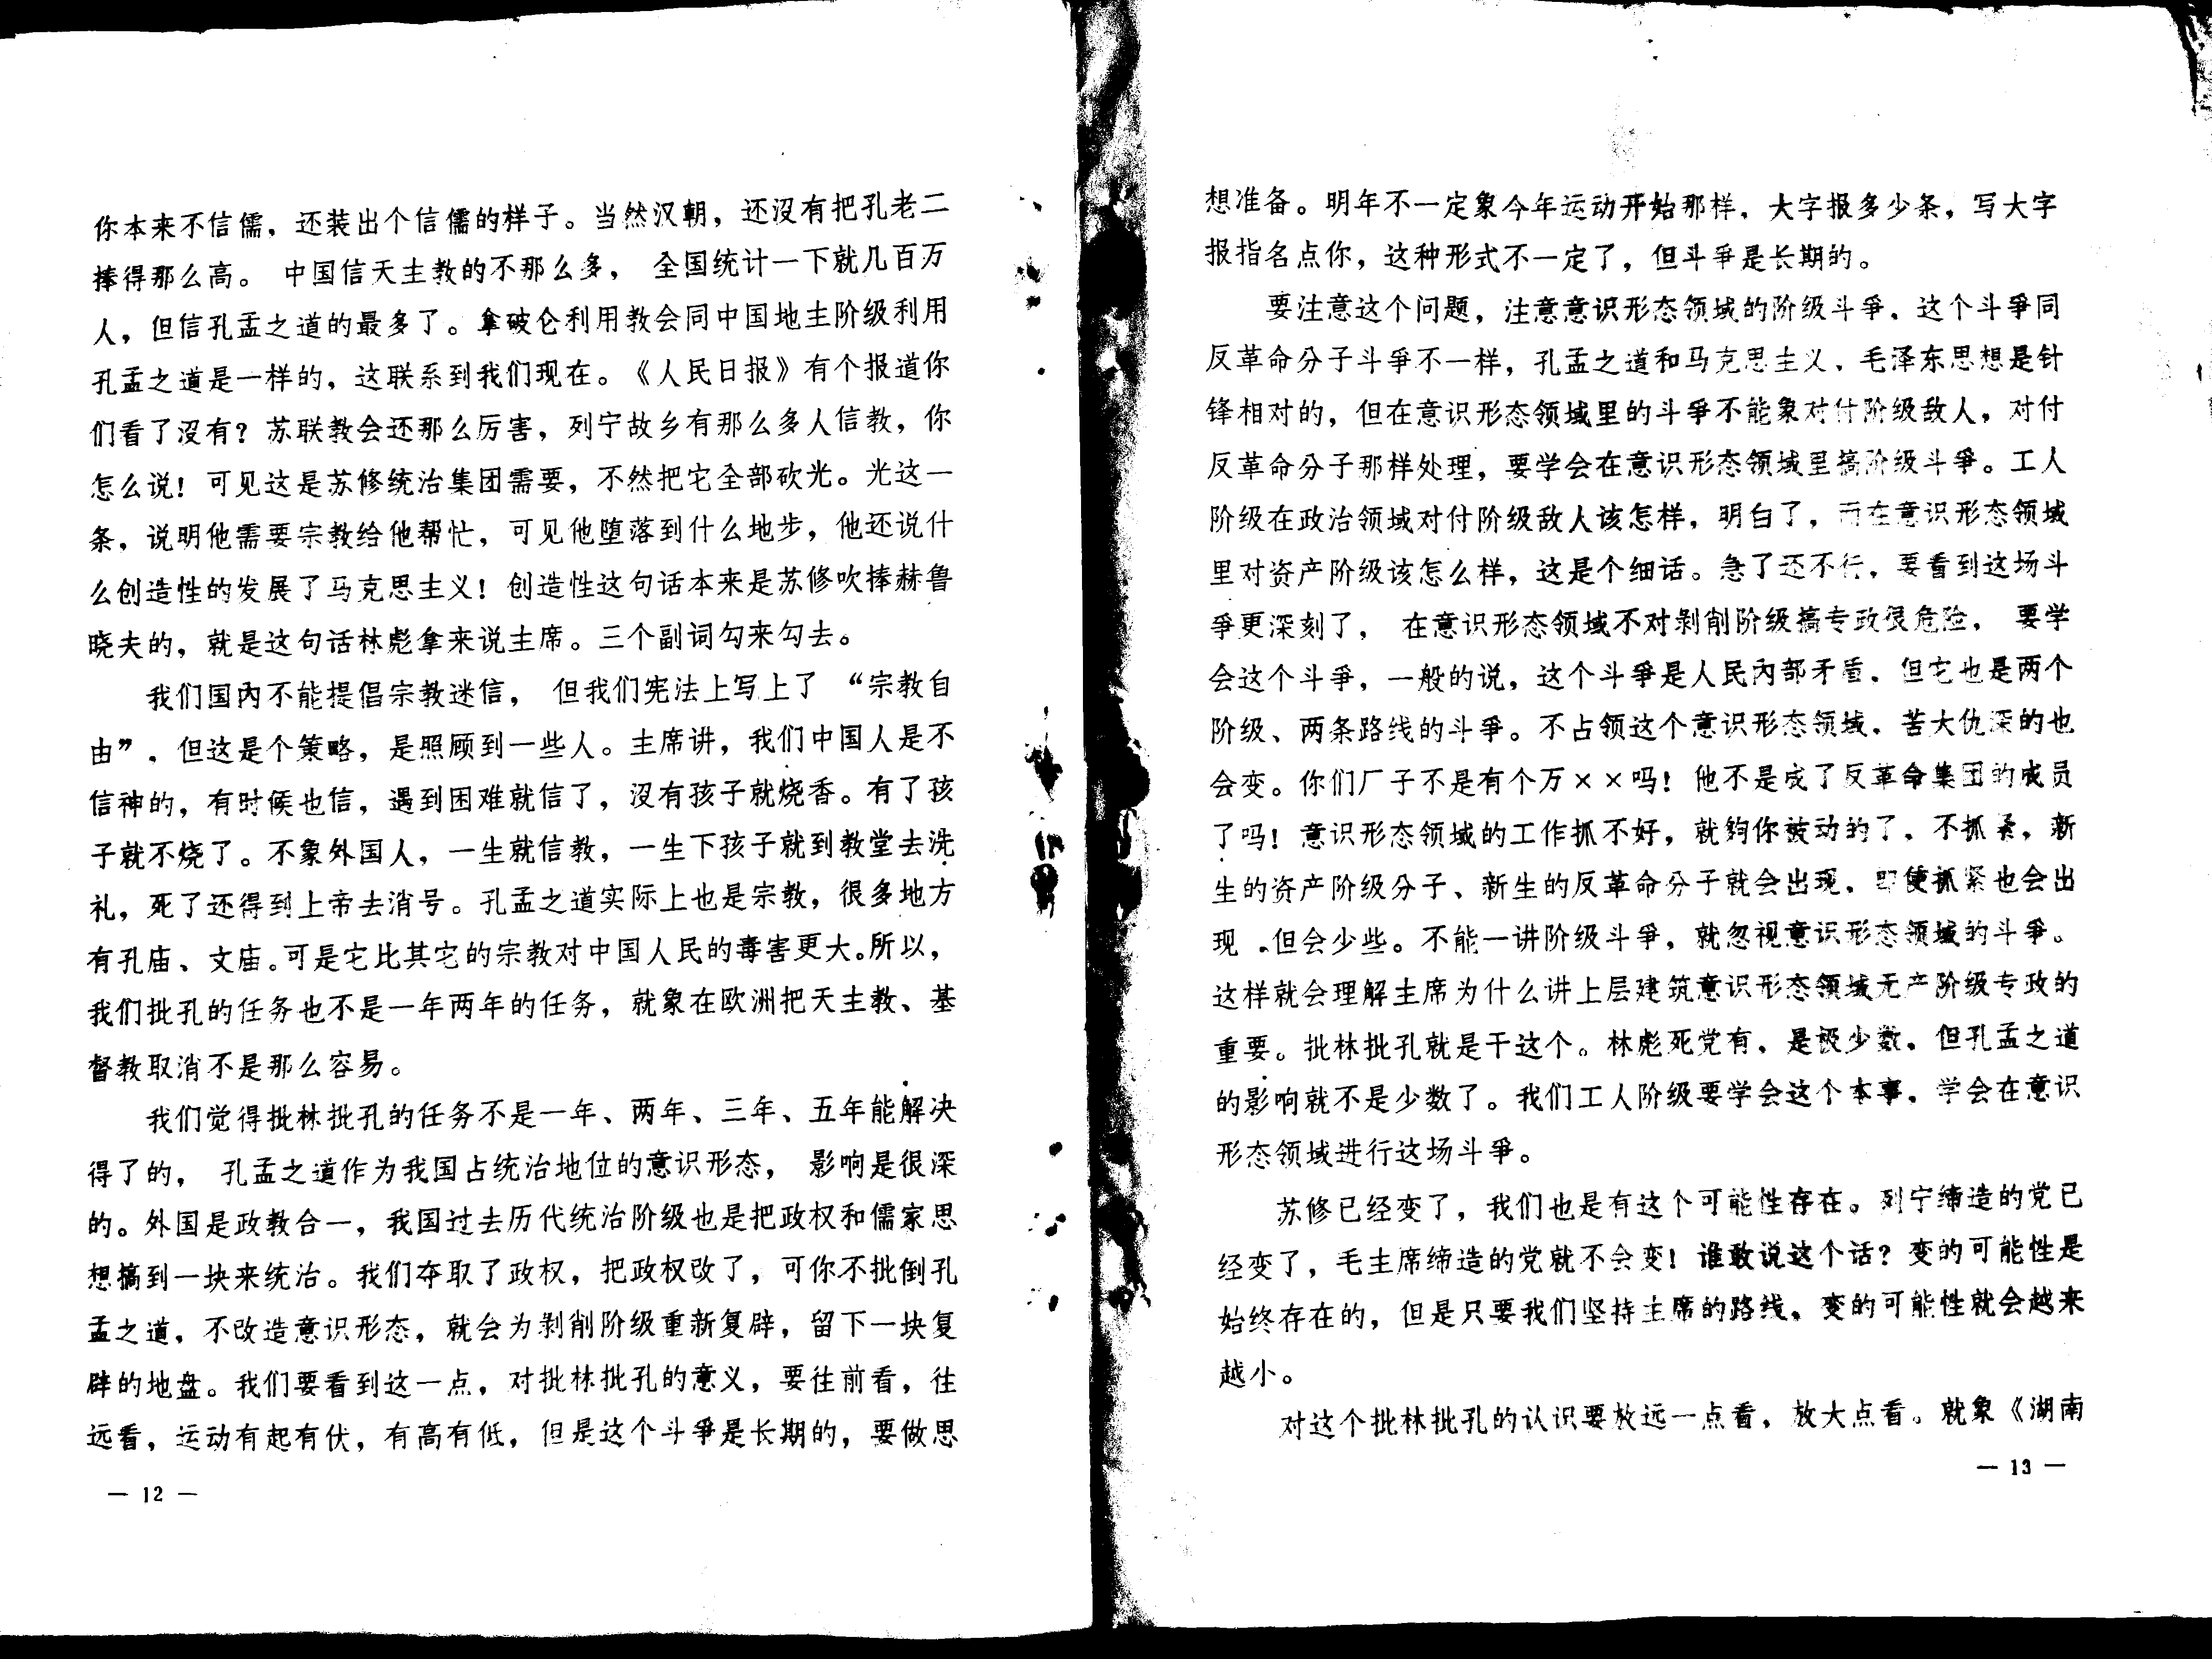 你本来不信儒，还装出个信儒的样子。当然汉朝，还沒有把孔老二
捧得那么高。 中国信天主教的不那么多， 全国统计一下就几百万
人，但信孔孟之道的最多了。拿破仑利用教会同中国地主阶级利用
孔孟之道是一样的，这联系到我们现在。《人民日报》有个报道你
们看了沒有？苏联教会还那么厉害，列宁故乡有那么多人信教，你
怎么说！可见这是苏修统治集团需要，不然把它全部砍光。光这一
条，说明他需要宗教给他帮忙，可见他堕落到什么地步，他还说什
么创造性的发展了马克思主义！创造性这句话本来是苏修吹捧赫鲁
晓夫的，就是这句话林彪拿来说主席。三个副词勾来勾去。
我们国內不能提倡宗教迷信， 但我们宪法上写上了 “宗教自
由”，但这是个策略，是照顾到一些人。主席讲，我们中国人是不
信神的，有时候也信，遇到困难就信了，沒有孩子就烧香。有了孩
子就不烧了。不象外国人，一生就信教，一生下孩子就到教堂去洗
礼，死了还得到上帝去消号。孔孟之道实际上也是宗教，很多地方
有孔庙、文庙。可是它比其它的宗教对中国人民的毒害更大。所以，
我们批孔的任务也不是一年两年的任务，就象在欧洲把天主教、基
督教取消不是那么容易。
我们觉得批林批孔的任务不是一年、两年、三年、五年能解决
得了的， 孔孟之道作为我国占统治地位的意识形态， 影响是很深
的。外国是政教合一，我国过去历代统治阶级也是把政权和儒家思
想搞到一块来统治。我们夺取了政权，把政权改了，可你不批倒孔
孟之道，不改造意识形态，就会为剥削阶级重新复辟，留下一块复
辟的地盘。我们要看到这一点，对批林批孔的意义，要往前看，往
远看，运动有起有伏，有高有低，但是这个斗爭是长期的，要做思
— 12 —
想准备。明年不一定象今年运动开始那样，大字报多少条，写大字
报指名点你，这种形式不一定了，但斗爭是长期的。
要注意这个问题，注意意识形态领域的阶级斗爭，这个斗爭同
反革命分子斗爭不一样，孔孟之道和马克思主义、毛泽东思想是针
锋相对的，但在意识形态领域里的斗爭不能象对付阶级敌人，对付
反革命分子那样处理，要学会在意识形态领域里搞阶级斗爭。工人
阶级在政治领域对付阶级敌人该怎样，明白了，而在意识形态领域
里对资产阶级该怎么样，这是个细话。急了还不行，要看到这场斗
爭更深刻了， 在意识形态领域不对剥削阶级搞专政很危险， 要学
会这个斗爭，一般的说，这个斗爭是人民內部矛盾，但它也是两个
阶级、两条路线的斗爭。不占领这个意识形态领域，苦大仇深的也
会变。你们厂子不是有个万××吗！他不是成了反革命集团的成员
了吗！意识形态领域的工作抓不好，就夠你被动的了，不抓紧，新
生的资产阶级分子、新生的反革命分子就会出现，即使抓紧也会出
现，但会少些。不能一讲阶级斗爭，就忽视意识形态领域的斗爭。
这样就会理解主席为什么讲上层建筑意识形态领域无产阶级专政的
重要。批林批孔就是干这个。林彪死党有，是极少数，但孔孟之道
的影响就不是少数了。我们工人阶级要学会这个本事，学会在意识
形态领域进行这场斗爭。
苏修已经变了，我们也是有这个可能性存在。列宁缔造的党已
经变了，毛主席缔造的党就不会变！谁敢说这个话？变的可能性是
始终存在的，但是只要我们坚持主席的路线，变的可能性就会越来
越小。
对这个批林批孔的认识要放远一点看，放大点看。就象《湖南
— 13 —